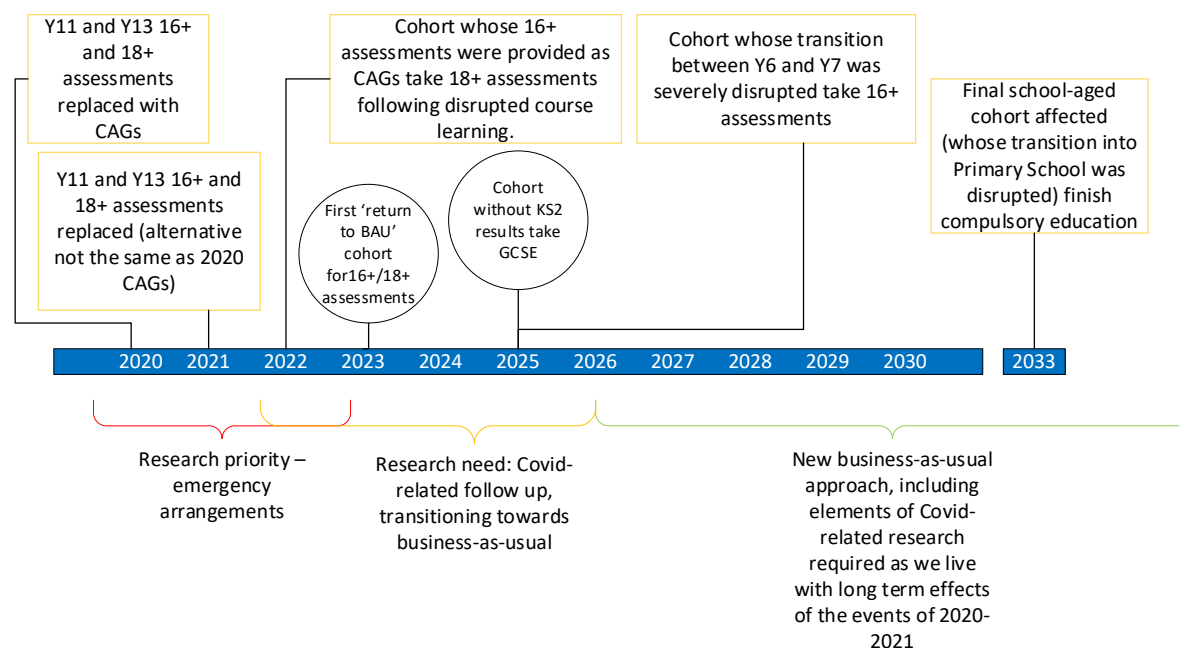 Y11 and Y13 16+
and 18+
assessments
replaced with
CAGs
Cohort whose 16+
assessments were provided as
CAGs take 18+ assessments
following disrupted course
learning.
Cohort whose transition
between Y6 and Y7 was
severely disrupted take 16+
assessments
Final school-aged
cohort affected
(whose transition into
Primary School was
disrupted) finish
compulsory education
Y11 and Y13 16+ and
18+ assessments
replaced (alternative
not the same as 2020
CAGs)
First ‘return
to BAU’
cohort
for16+/18+
assessments
Cohort
without KS2
results take
GCSE
2020 2021 2022 2023 2024 2025 2026 2027 2028 2029 2030 2033
Research priority –
emergency
arrangements
Research need: Covid-
related follow up,
transitioning towards
business-as-usual
New business-as-usual
approach, including
elements of Covid-
related research
required as we live
with long term effects
of the events of 2020-
2021